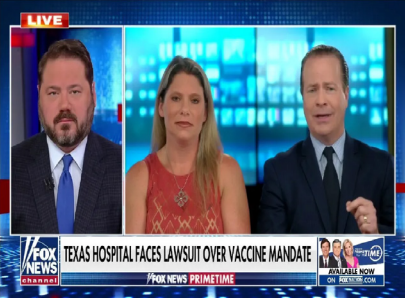 LIVE
TEXAS HOSPITAL FACES LAWSUIT OVER VACCINE MANDATE
FOX
NEWS
channel
FOX NEWS PRIMETIME
AVAILABLE NOW
ON FOXNATION.COM